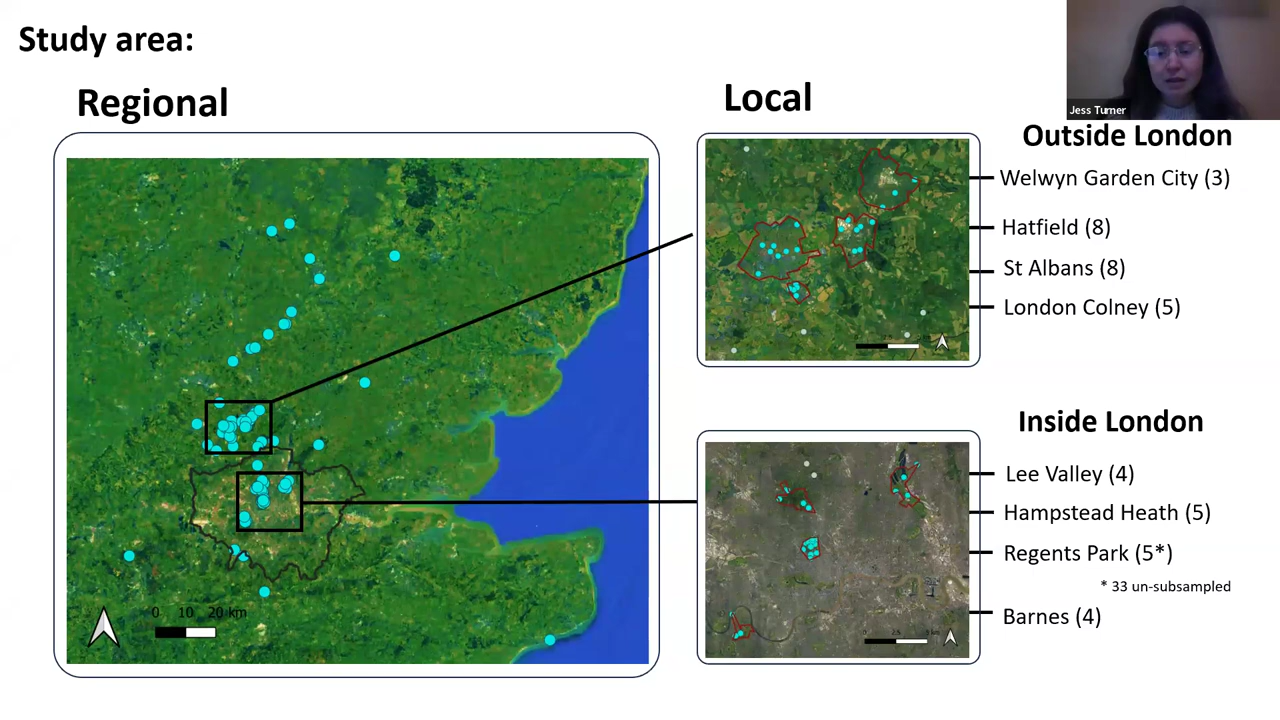 Study area:
Regional
Local
Jess Turner
Outside London
Welwyn Garden City (3)
Hatfield (8)
St Albans (8)
London Colney (5)
Inside London
Lee Valley (4)
Hampstead Heath (5)
Regents Park (5*)
* 33 un-subsampled
Barnes (4)
0 10 20 km